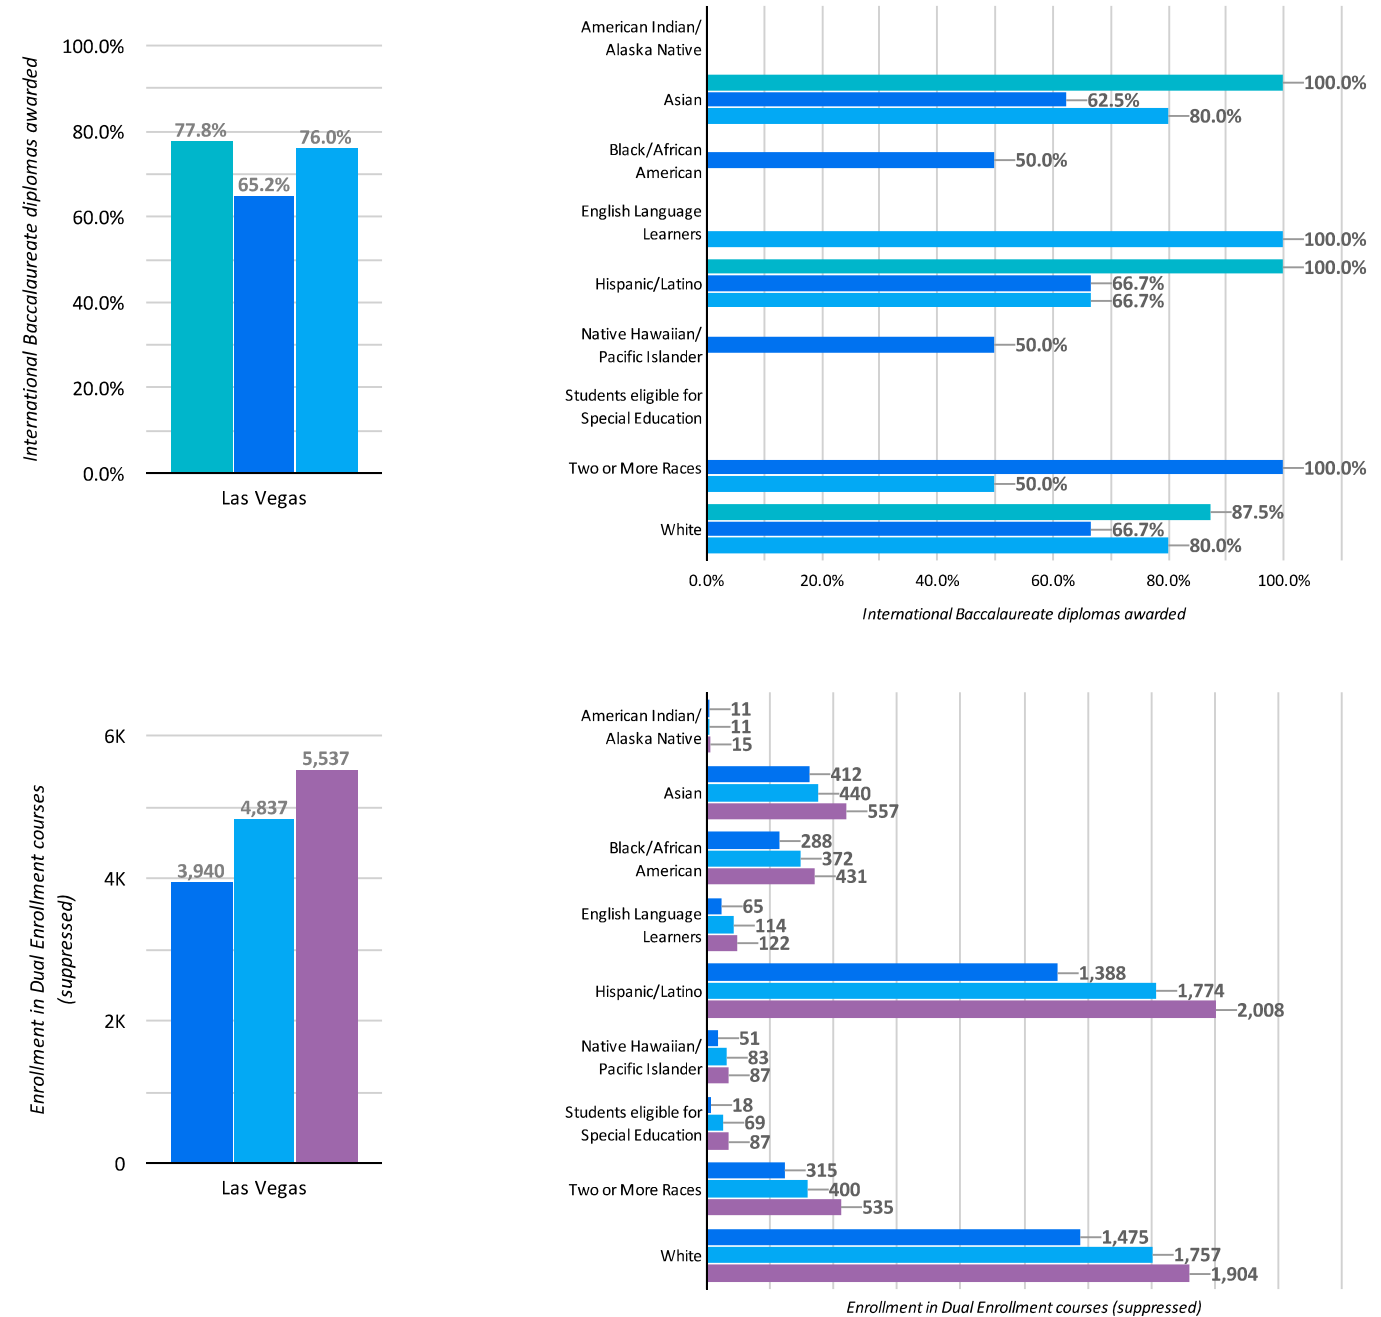 International Baccalaureate diplomas awarded
100.0%
80.0%
60.0%
40.0%
20.0%
0.0%
77.8%
65.2%
76.0%
Las Vegas
American Indian/
Alaska Native
Asian
100.0%
62.5%
80.0%
Black/African
American
50.0%
English Language
Learners
100.0%
Hispanic/Latino
100.0%
66.7%
66.7%
Native Hawaiian/
Pacific Islander
50.0%
Students eligible for
Special Education
Two or More Races
100.0%
50.0%
White
87.5%
66.7%
80.0%
0.0% 20.0% 40.0% 60.0% 80.0% 100.0%
International Baccalaureate diplomas awarded
Enrollment in Dual Enrollment courses
(suppressed)
6K
4K
2K
0
3,940
4,837
5,537
Las Vegas
American Indian/
Alaska Native
11
11
15
Asian
412
440
557
Black/African
American
288
372
431
English Language
Learners
65
114
122
Hispanic/Latino
1,388
1,774
2,008
Native Hawaiian/
Pacific Islander
51
83
87
Students eligible for
Special Education
18
69
87
Two or More Races
315
400
535
White
1,475
1,757
1,904
Enrollment in Dual Enrollment courses (suppressed)